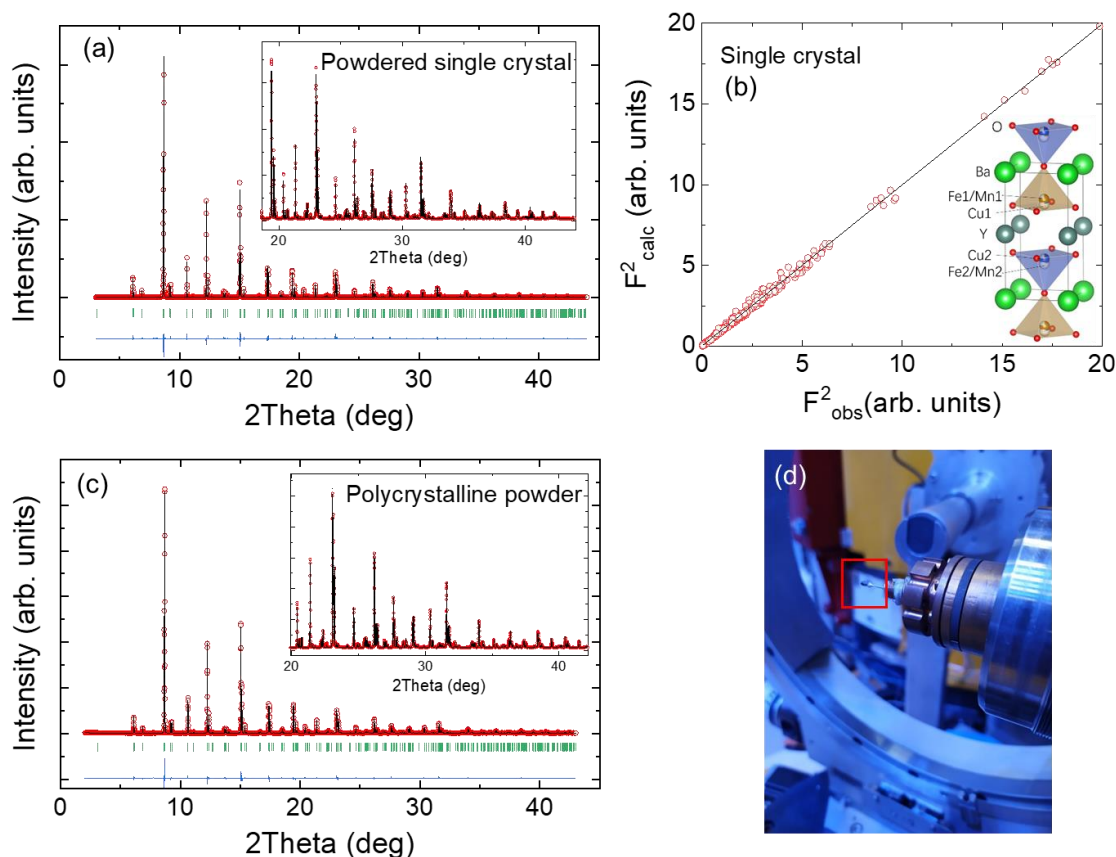 (a)
Powdered single crystal
20 30 40
2Theta (deg)
Intensity (arb. units)
0 10 20 30 40
2Theta (deg)
Single crystal
(b)
20
15
10
5
0
F²calc (arb. units)
O
Ba
Fe1/Mn1
Cu1
Y
Cu2
Fe2/Mn2
0 5 10 15 20
F²obs(arb. units)
(c)
Polycrystalline powder
20 30 40
2Theta (deg)
Intensity (arb. units)
0 10 20 30 40
2Theta (deg)
(d)